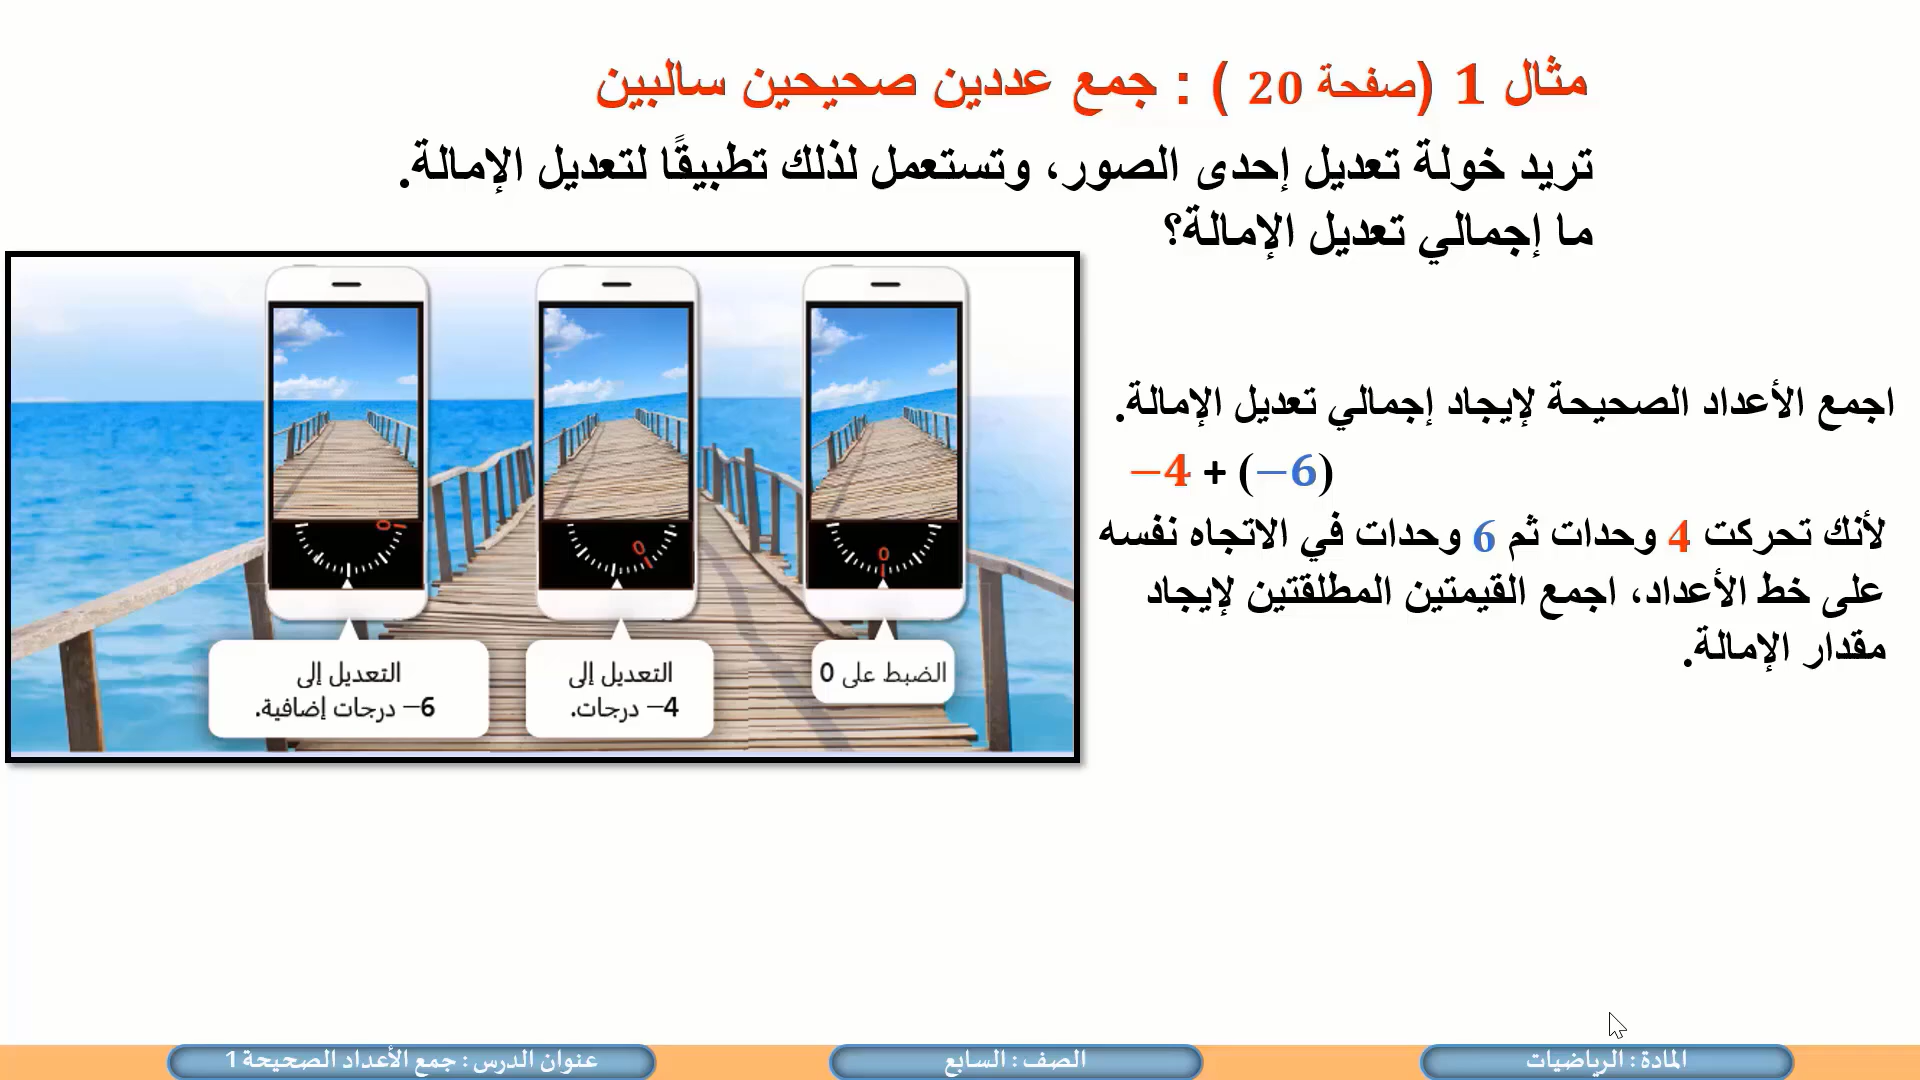 مثال 1 (صفحة 20 ) : جمع عددين صحيحين سالبين
تريد خولة تعديل إحدى الصور، وتستعمل لذلك تطبيقًا لتعديل الإمالة.
ما إجمالي تعديل الإمالة؟
اجمع الأعداد الصحيحة لإيجاد إجمالي تعديل الإمالة.
−4 + (−6)
لأنك تحركت 4 وحدات ثم 6 وحدات في الاتجاه نفسه
على خط الأعداد، اجمع القيمتين المطلقتين لإيجاد
مقدار الإمالة.
0
0
0
الضبط على 0
التعديل إلى
−4 درجات.
التعديل إلى
−6 درجات إضافية.
المادة : الرياضيات
الصف : السابع
عنوان الدرس : جمع الأعداد الصحيحة 1